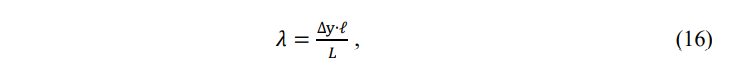 λ = Δy·ℓ / L , (16)